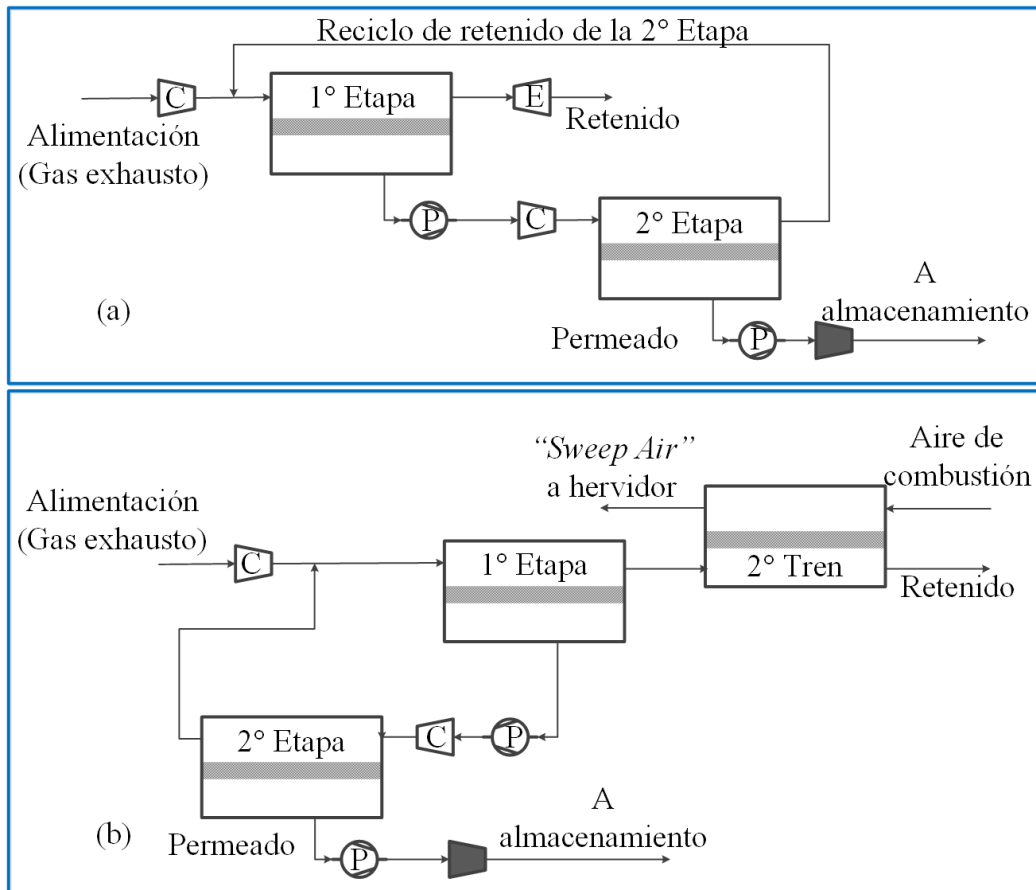 Reciclo de retenido de la 2° Etapa
C
1° Etapa
E
Alimentación
(Gas exhausto)
Retenido
P
C
2° Etapa
A
almacenamiento
(a)
Permeado
P
“Sweep Air”
a hervidor
Aire de
combustión
Alimentación
(Gas exhausto)
C
1° Etapa
2° Tren
Retenido
2° Etapa
C
P
A
almacenamiento
(b)
Permeado
P